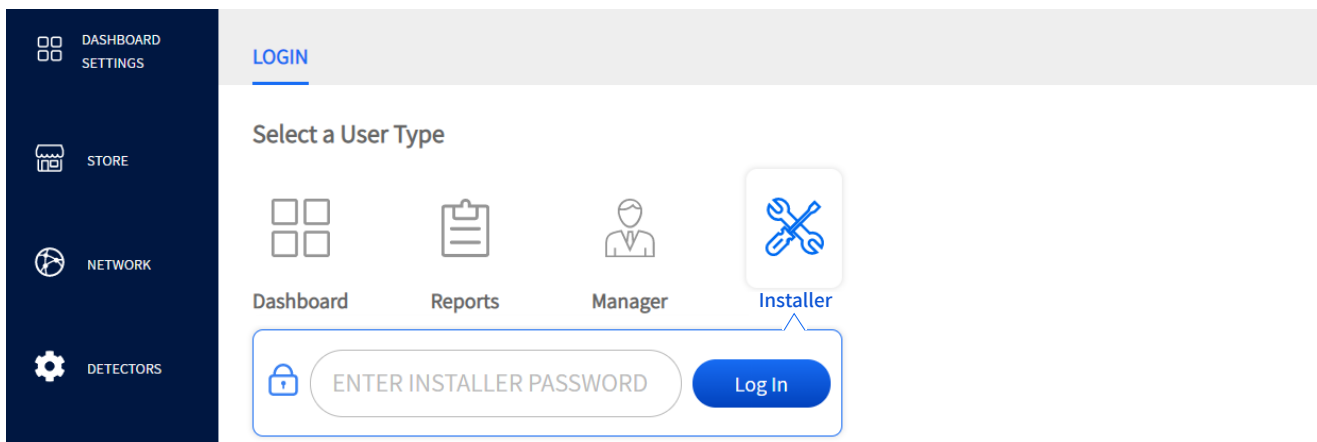 DASHBOARD
SETTINGS
STORE
NETWORK
DETECTORS
LOGIN
Select a User Type
Dashboard Reports Manager Installer
ENTER INSTALLER PASSWORD Log In